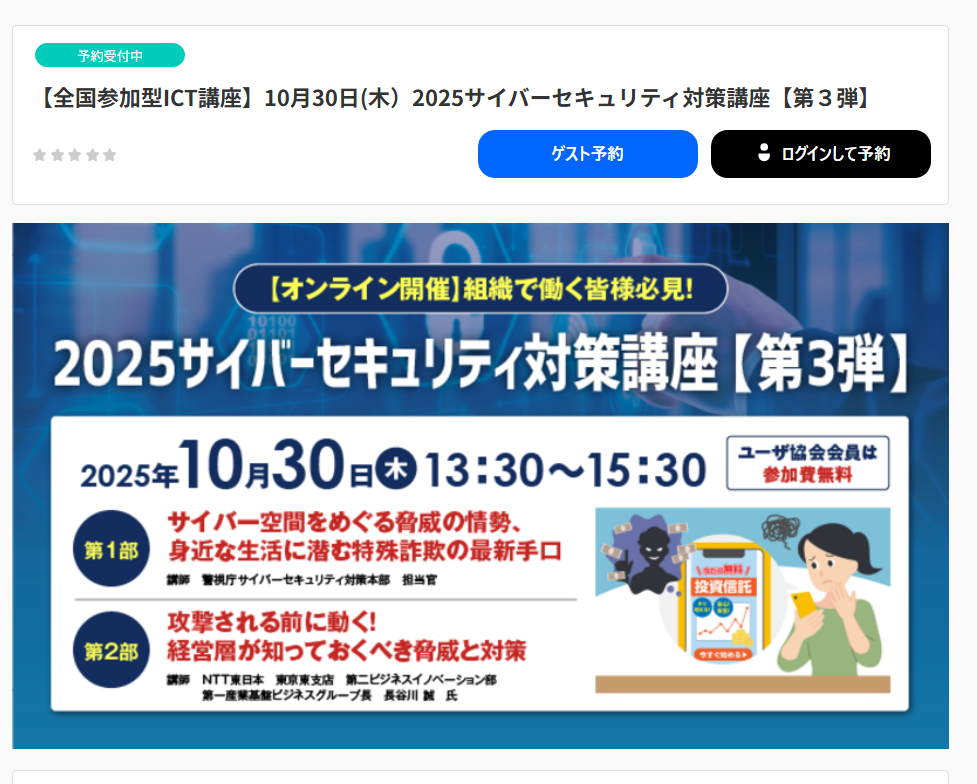 予約受付中
【全国参加型ICT講座】10月30日(木）2025サイバーセキュリティ対策講座【第３弾】
ゲスト予約
ログインして予約
【オンライン開催】組織で働く皆様必見!
10100
01101
2025サイバーセキュリティ対策講座【第3弾】
2025年10月30日木13:30〜15:30
ユーザ協会会員は
参加費無料
第1部
サイバー空間をめぐる脅威の情勢、
身近な生活に潜む特殊詐欺の最新手口
講師　警視庁サイバーセキュリティ対策本部　担当官
第2部
攻撃される前に動く!
経営層が知っておくべき脅威と対策
講師　NTT東日本　東京東支店　第二ビジネスイノベーション部
第一産業基盤ビジネスグループ長　長谷川 誠　氏
今だけ無料
投資信託
今すぐ始める